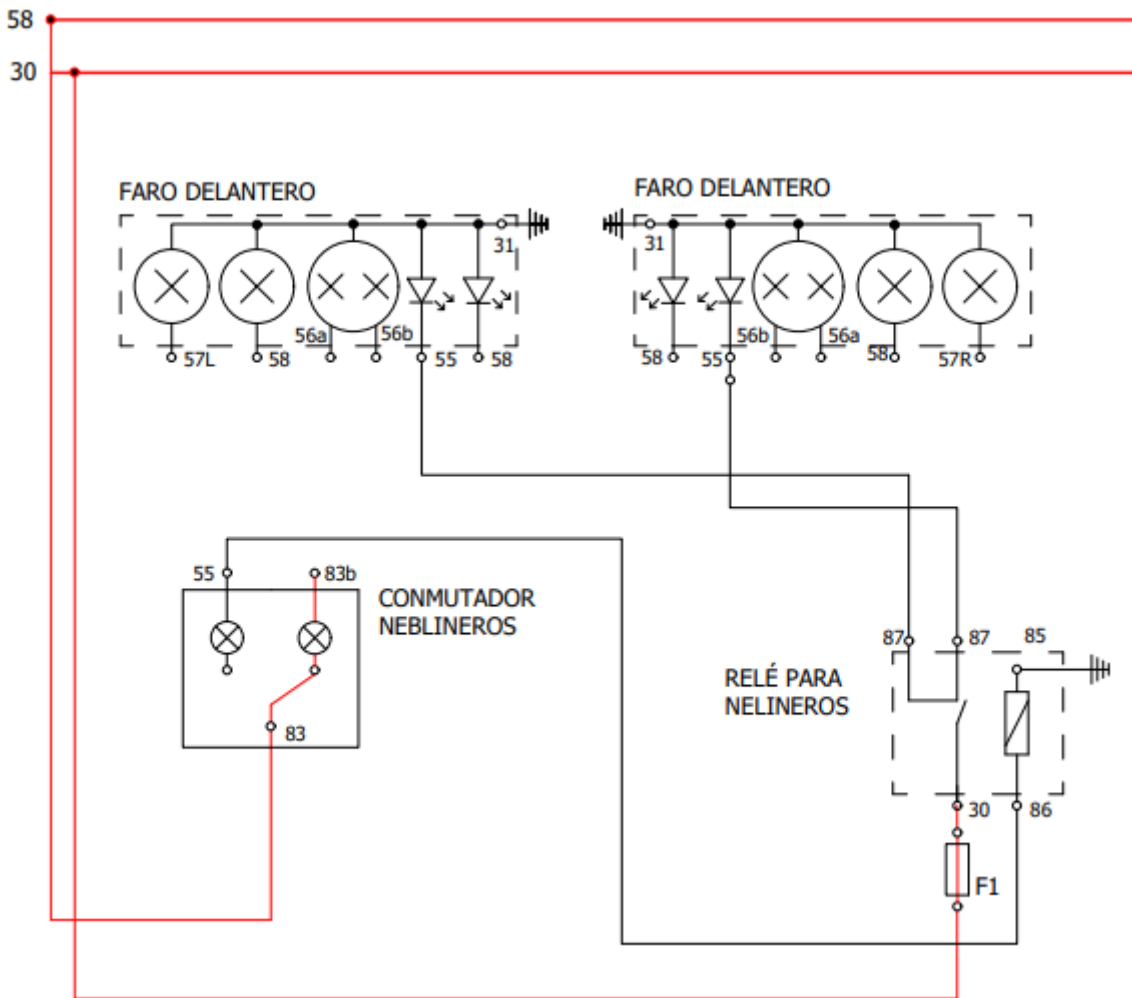 58
30
FARO DELANTERO
FARO DELANTERO
31
31
56a
56b
56b
56a
57L
58
55
58
58
55
58
57R
55
83b
CONMUTADOR
NEBLINEROS
83
87
87
85
RELÉ PARA
NELINEROS
30
86
F1